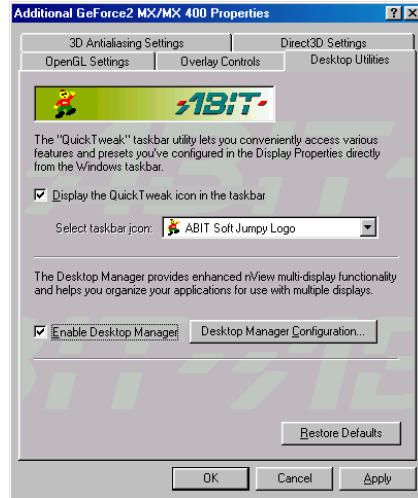 Additional GeForce2 MX/MX 400 Properties
3D Antialiasing Settings
Direct3D Settings
OpenGL Settings
Overlay Controls
Desktop Utilities
ABIT
The "QuickTweak" taskbar utility lets you conveniently access various
features and presets you've configured in the Display Properties directly
from the Windows taskbar.
Display the QuickTweak icon in the taskbar
Select taskbar icon:
ABIT Soft Jumpy Logo
The Desktop Manager provides enhanced nView multi-display functionality
and helps you organize your applications for use with multiple displays.
Enable Desktop Manager
Desktop Manager Configuration...
Restore Defaults
OK
Cancel
Apply